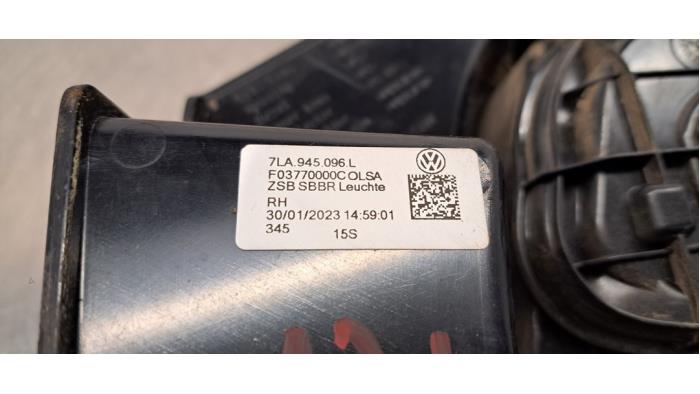 7LA.945.096.L
F03770000C OLSA
ZSB SBBR Leuchte
RH
30/01/2023 14:59:01
345 15S